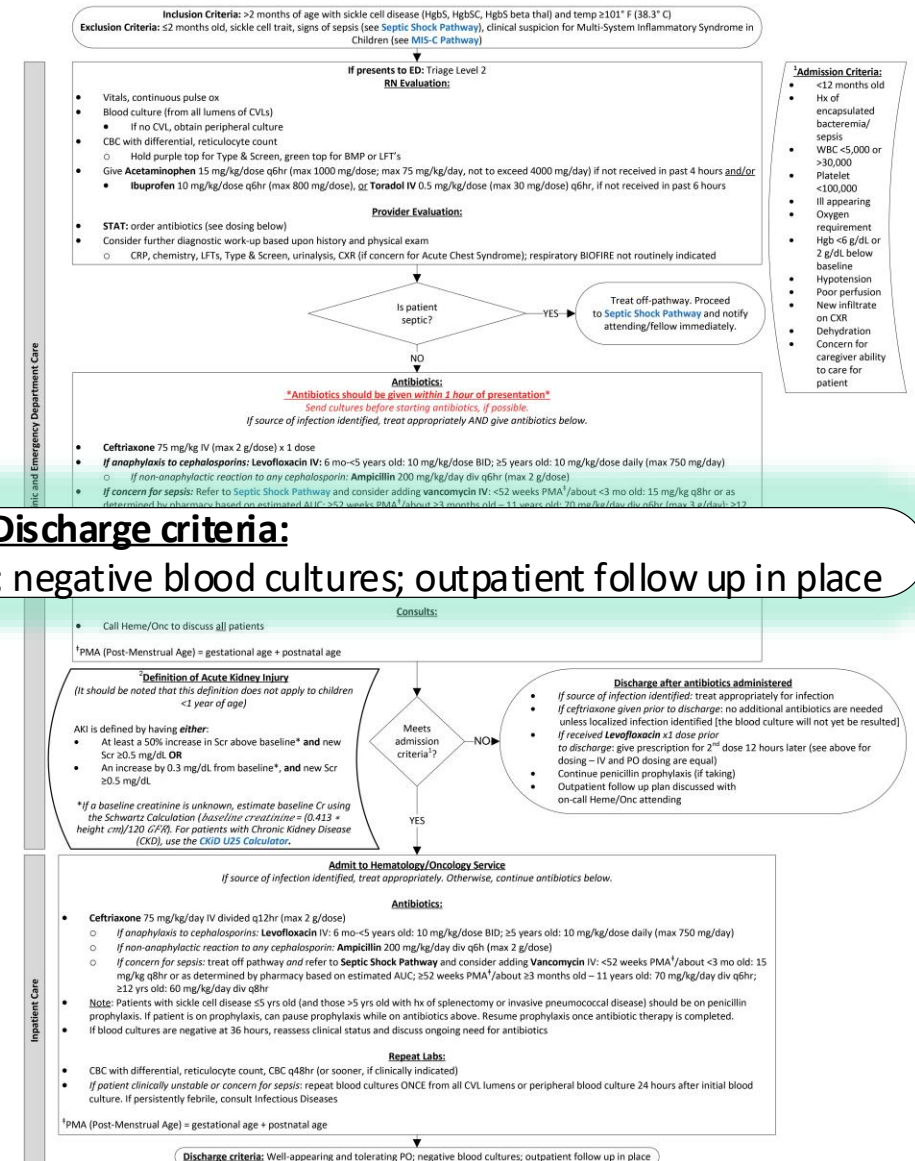 Inclusion Criteria: >2 months of age with sickle cell disease (HgbS, HgbSC, HgbS beta thal) and temp ≥101° F (38.3° C)
Exclusion Criteria: ≤2 months old, sickle cell trait, signs of sepsis (see Septic Shock Pathway), clinical suspicion for Multi-System Inflammatory Syndrome in
Children (see MIS-C Pathway)
If presents to ED: Triage Level 2
RN Evaluation:
• Vitals, continuous pulse ox
• Blood culture (from all lumens of CVLs)
• If no CVL, obtain peripheral culture
• CBC with differential, reticulocyte count
o Hold purple top for Type & Screen, green top for BMP or LFT's
• Give Acetaminophen 15 mg/kg/dose q6hr (max 1000 mg/dose; max 75 mg/kg/day, not to exceed 4000 mg/day) if not received in past 4 hours and/or
• Ibuprofen 10 mg/kg/dose q6hr (max 800 mg/dose), or Toradol IV 0.5 mg/kg/dose (max 30 mg/dose) q6hr, if not received in past 6 hours
Provider Evaluation:
• STAT: order antibiotics (see dosing below)
• Consider further diagnostic work-up based upon history and physical exam
o CRP, chemistry, LFTs, Type & Screen, urinalysis, CXR (if concern for Acute Chest Syndrome); respiratory BIOFIRE not routinely indicated
1Admission Criteria:
• <12 months old
• Hx of
encapsulated
bacteremia/
sepsis
• WBC <5,000 or
>30,000
• Platelet
<100,000
• Ill appearing
• Oxygen
requirement
• Hgb <6 g/dL or
2 g/dL below
baseline
• Hypotension
• Poor perfusion
• New infiltrate
on CXR
• Dehydration
• Concern for
caregiver ability
to care for
patient
Is patient
septic?
YES
Treat off-pathway. Proceed
to Septic Shock Pathway and notify
attending/fellow immediately.
NO
nic and Emergency Department Care
Antibiotics:
*Antibiotics should be given within 1 hour of presentation*
Send cultures before starting antibiotics, if possible.
If source of infection identified, treat appropriately AND give antibiotics below.
• Ceftriaxone 75 mg/kg IV (max 2 g/dose) x 1 dose
• If anaphylaxis to cephalosporins: Levofloxacin IV: 6 mo-<5 years old: 10 mg/kg/dose BID; ≥5 years old: 10 mg/kg/dose daily (max 750 mg/day)
o If non-anaphylactic reaction to any cephalosporin: Ampicillin 200 mg/kg/day div q6hr (max 2 g/dose)
• If concern for sepsis: Refer to Septic Shock Pathway and consider adding vancomycin IV: <52 weeks PMA‡/about <3 mo old: 15 mg/kg q8hr or as
determined by pharmacy based on estimated AUC; ≥52 weeks PMA‡/about ≥3 months old – 11 years old: 70 mg/kg/day div q6hr (max 3 g/day); ≥12
Discharge criteria:
; negative blood cultures; outpatient follow up in place
Consults:
• Call Heme/Onc to discuss all patients
‡PMA (Post-Menstrual Age) = gestational age + postnatal age
2Definition of Acute Kidney Injury
(It should be noted that this definition does not apply to children
<1 year of age)
AKI is defined by having either:
• At least a 50% increase in Scr above baseline* and new
Scr ≥0.5 mg/dL OR
• An increase by 0.3 mg/dL from baseline*, and new Scr
≥0.5 mg/dL
*If a baseline creatinine is unknown, estimate baseline Cr using
the Schwartz Calculation (baseline creatinine = (0.413 *
height cm)/120 GFR). For patients with Chronic Kidney Disease
(CKD), use the CKiD U25 Calculator.
Meets
admission
criteria1?
NO
Discharge after antibiotics administered
• If source of infection identified: treat appropriately for infection
• If ceftriaxone given prior to discharge: no additional antibiotics are needed
unless localized infection identified [the blood culture will not yet be resulted]
• If received Levofloxacin x1 dose prior
to discharge: give prescription for 2nd dose 12 hours later (see above for
dosing – IV and PO dosing are equal)
• Continue penicillin prophylaxis (if taking)
• Outpatient follow up plan discussed with
on-call Heme/Onc attending
YES
Inpatient Care
Admit to Hematology/Oncology Service
If source of infection identified, treat appropriately. Otherwise, continue antibiotics below.
Antibiotics:
• Ceftriaxone 75 mg/kg/day IV divided q12hr (max 2 g/dose)
o If anaphylaxis to cephalosporins: Levofloxacin IV: 6 mo-<5 years old: 10 mg/kg/dose BID; ≥5 years old: 10 mg/kg/dose daily (max 750 mg/day)
o If non-anaphylactic reaction to any cephalosporin: Ampicillin 200 mg/kg/day div q6h (max 2 g/dose)
o If concern for sepsis: treat off pathway and refer to Septic Shock Pathway and consider adding Vancomycin IV: <52 weeks PMA‡/about <3 mo old: 15
mg/kg q8hr or as determined by pharmacy based on estimated AUC; ≥52 weeks PMA‡/about ≥3 months old – 11 years old: 70 mg/kg/day div q6hr;
≥12 yrs old: 60 mg/kg/day div q8hr
• Note: Patients with sickle cell disease ≤5 yrs old (and those >5 yrs old with hx of splenectomy or invasive pneumococcal disease) should be on penicillin
prophylaxis. If patient is on prophylaxis, can pause prophylaxis while on antibiotics above. Resume prophylaxis once antibiotic therapy is completed.
• If blood cultures are negative at 36 hours, reassess clinical status and discuss ongoing need for antibiotics
Repeat Labs:
• CBC with differential, reticulocyte count, CBC q48hr (or sooner, if clinically indicated)
• If patient clinically unstable or concern for sepsis: repeat blood cultures ONCE from all CVL lumens or peripheral blood culture 24 hours after initial blood
culture. If persistently febrile, consult Infectious Diseases
‡PMA (Post-Menstrual Age) = gestational age + postnatal age
Discharge criteria: Well-appearing and tolerating PO; negative blood cultures; outpatient follow up in place